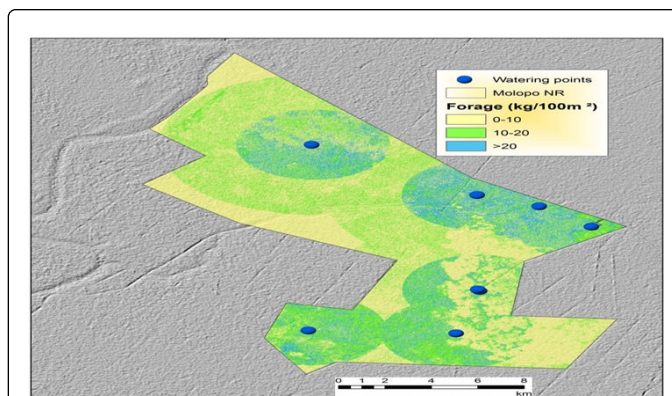 Watering points
Molopo NR
Forage (kg/100m ²)
0-10
10-20
>20
0 1 2 4 6 8
km